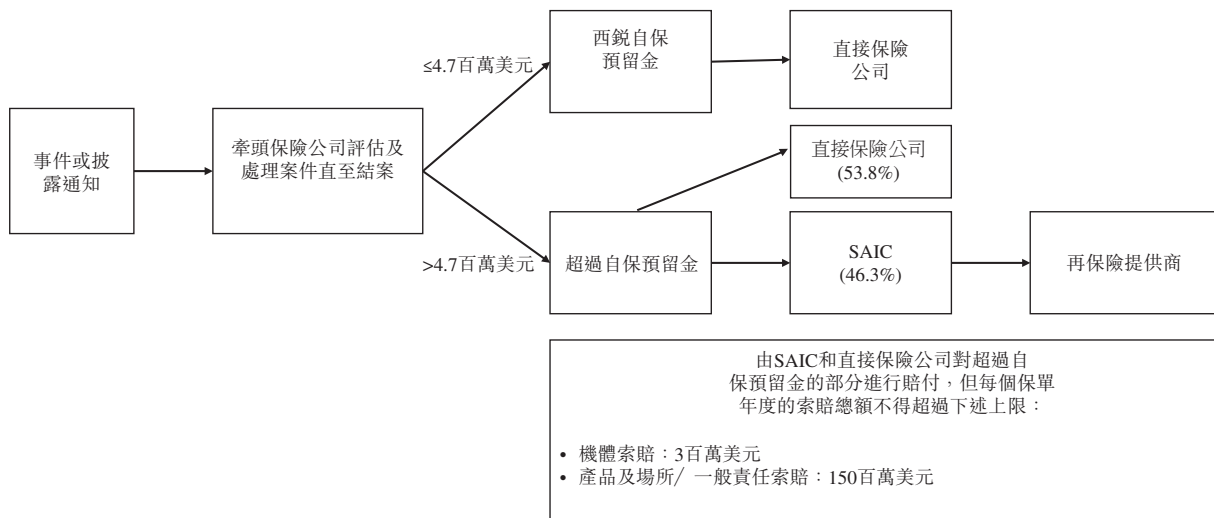 事件或披
露通知
牽頭保險公司評估及
處理案件直至結案
≤4.7百萬美元
西銳自保
預留金
直接保險
公司
直接保險公司
(53.8%)
>4.7百萬美元
超過自保預留金
SAIC
(46.3%)
再保險提供商
由SAIC和直接保險公司對超過自
保預留金的部分進行賠付，但每個保單
年度的索賠總額不得超過下述上限：
• 機體索賠：3百萬美元
• 產品及場所/ 一般責任索賠：150百萬美元